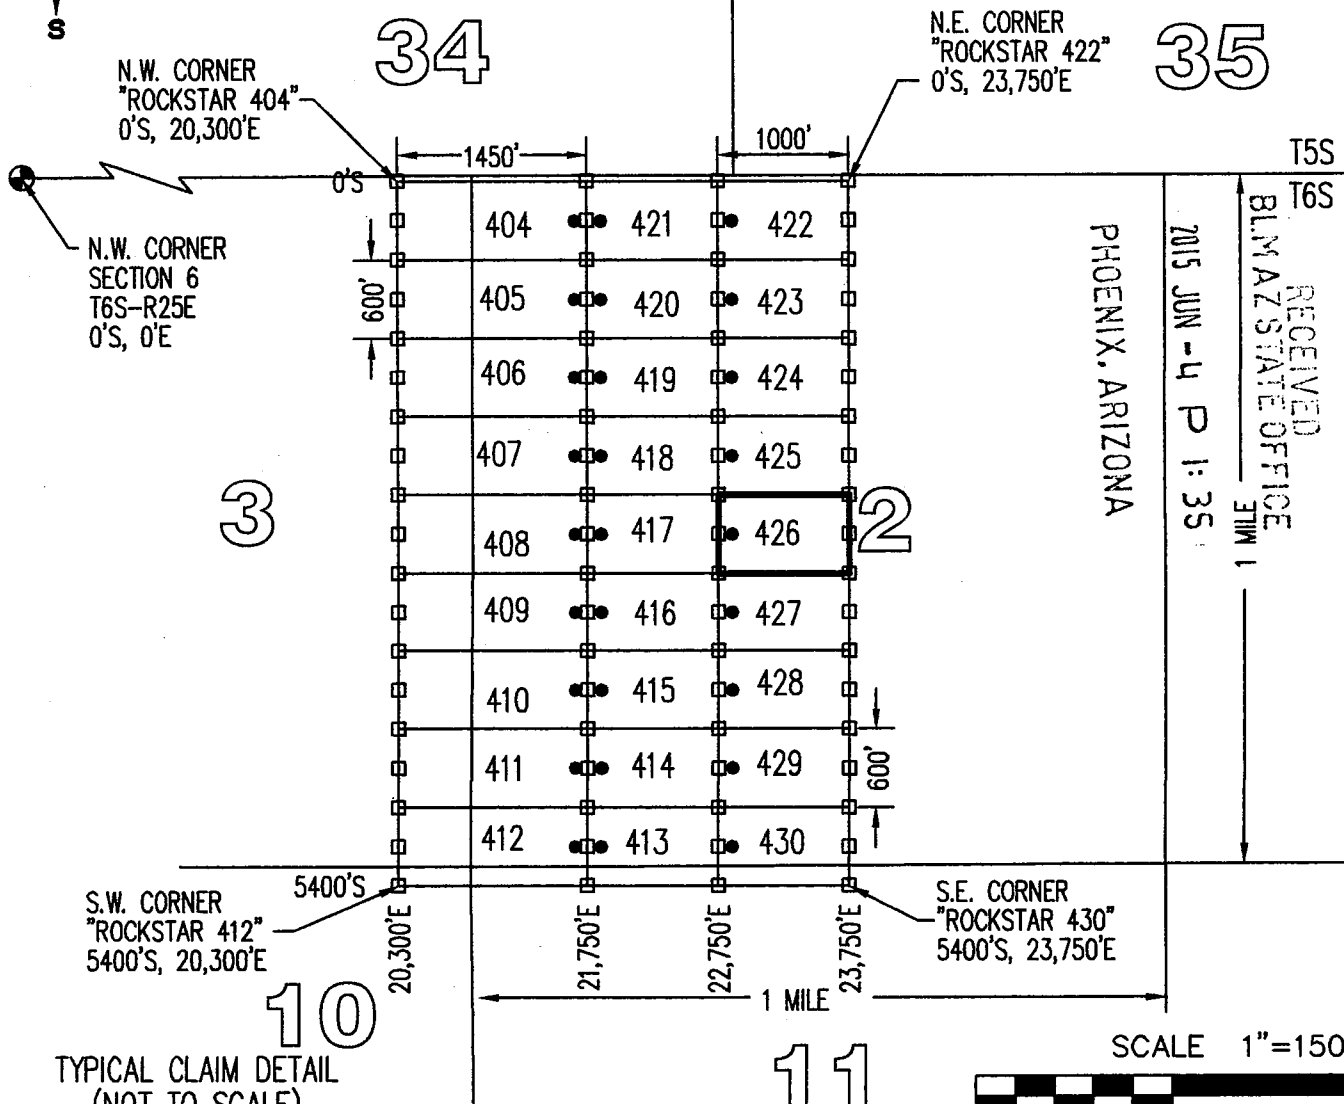 S
34
35
N.W. CORNER
"ROCKSTAR 404"
0'S, 20,300'E
N.E. CORNER
"ROCKSTAR 422"
0'S, 23,750'E
1450'
1000'
T5S
T6S
0'S
N.W. CORNER
SECTION 6
T6S-R25E
0'S, 0'E
600'
404 421 422
405 420 423
406 419 424
407 418 425
408 417 426
409 416 427
410 415 428
411 414 429
412 413 430
3
2
600'
RECEIVED
BLM AZ STATE OFFICE
2015 JUN -4 P 1:35
PHOENIX, ARIZONA
1 MILE
5400'S
S.W. CORNER
"ROCKSTAR 412"
5400'S, 20,300'E
20,300'E
21,750'E
22,750'E
23,750'E
S.E. CORNER
"ROCKSTAR 430"
5400'S, 23,750'E
1 MILE
10
11
TYPICAL CLAIM DETAIL
(NOT TO SCALE)
SCALE 1"=150